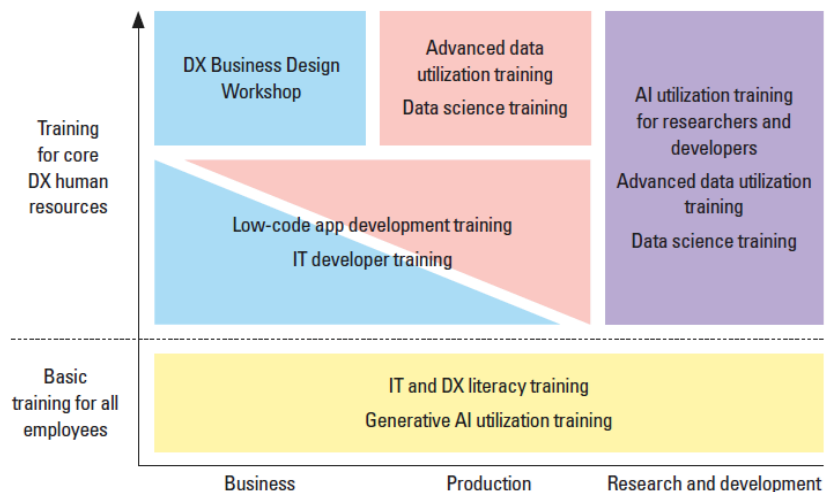 DX Business Design
Workshop
Advanced data
utilization training
Data science training
AI utilization training
for researchers and
developers
Advanced data utilization
training
Data science training
Training
for core
DX human
resources
Low-code app development training
IT developer training
Basic
training for all
employees
IT and DX literacy training
Generative AI utilization training
Business
Production
Research and development